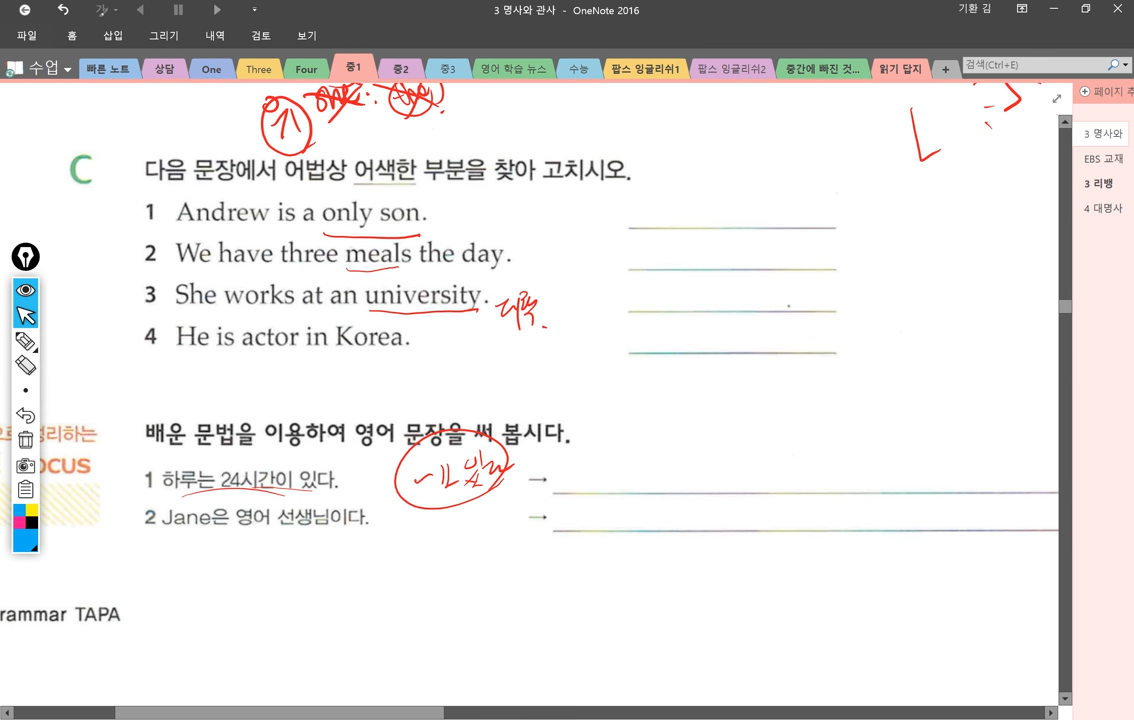 3 명사와 관사 - OneNote 2016
기환 김
파일 홈 삽입 그리기 내역 검토 보기
수업 빠른 노트 상담 One Three Four 중1 중2 중3 영어 학습 뉴스 수능 팝스 잉글리쉬1 팝스 잉글리쉬2 중간에 빠진 것... 읽기 답지 + 검색(Ctrl+E)
페이지 추
3 명사와
EBS 교재
3 리뱅
4 대명사
C 다음 문장에서 어법상 어색한 부분을 찾아 고치시오.
1 Andrew is a only son.
2 We have three meals the day.
3 She works at an university. 대학.
4 He is actor in Korea.
배운 문법을 이용하여 영어 문장을 써 봅시다.
OCUS
1 하루는 24시간이 있다. →
2 Jane은 영어 선생님이다. →
rammar TAPA